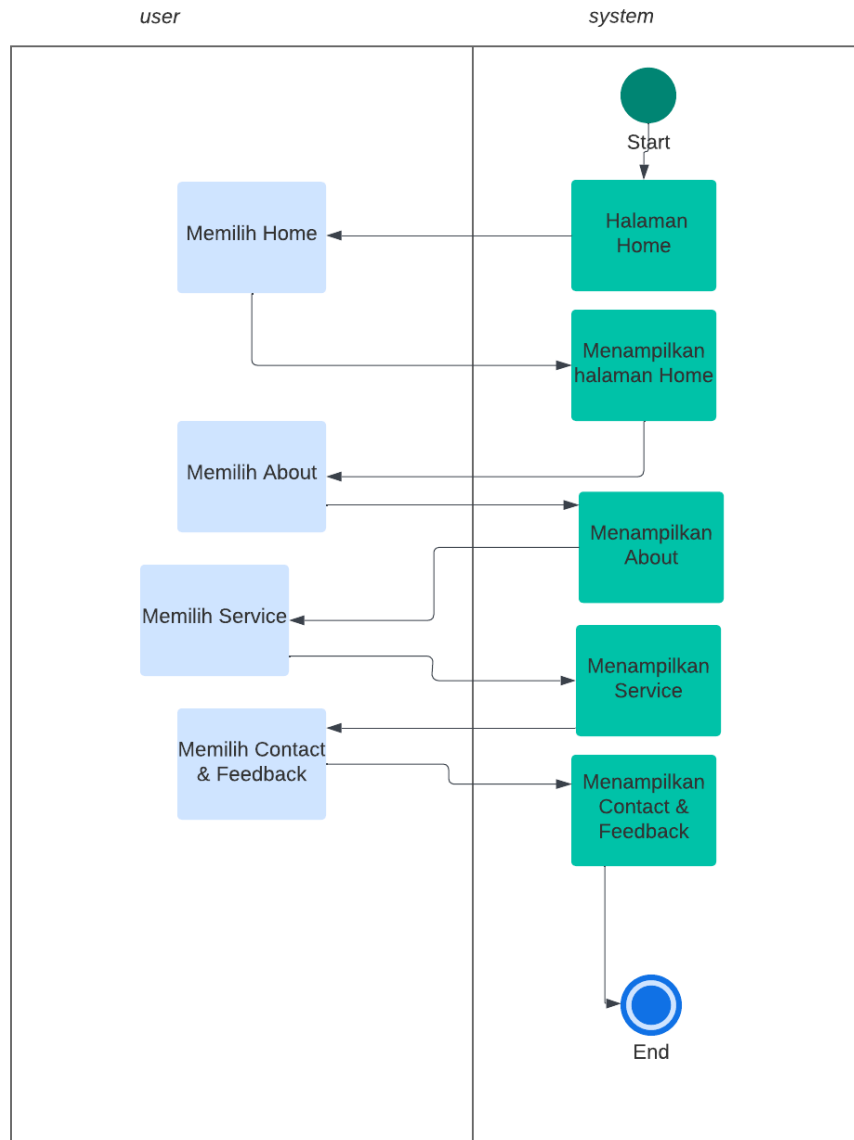 user
system
Start
Halaman
Home
Memilih Home
Menampilkan
halaman Home
Memilih About
Menampilkan
About
Memilih Service
Menampilkan
Service
Memilih Contact
& Feedback
Menampilkan
Contact &
Feedback
End